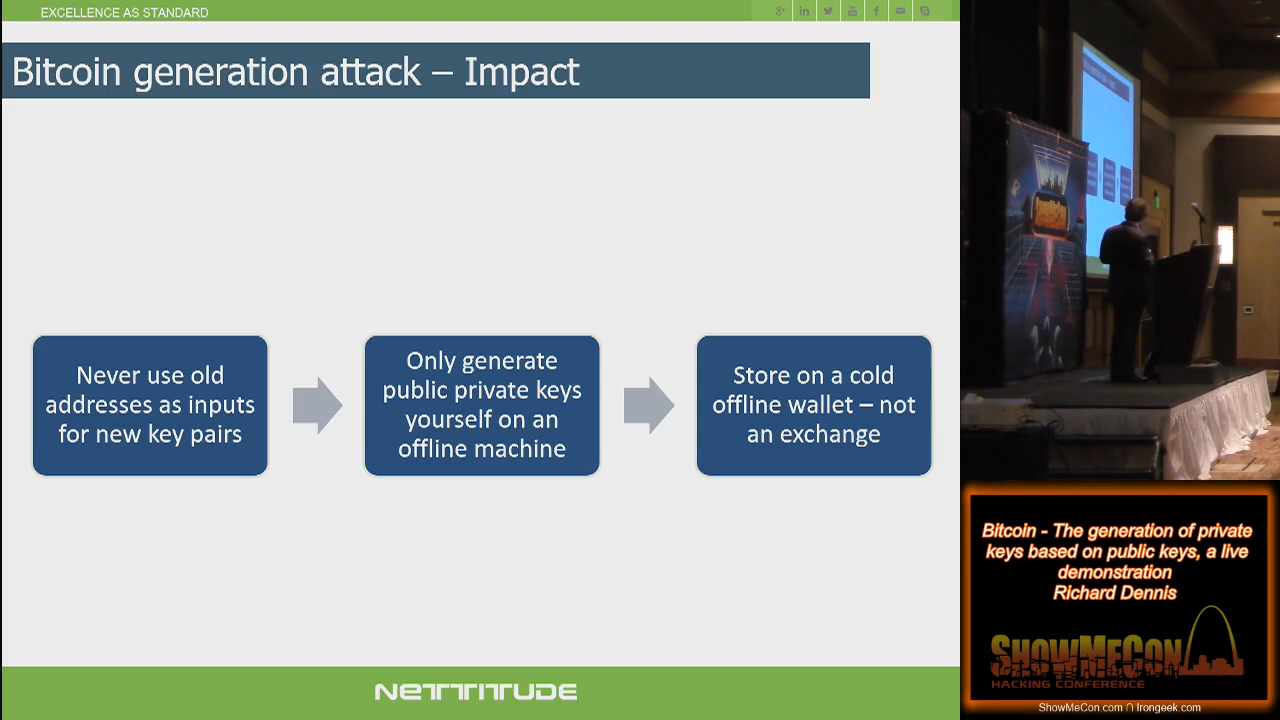 EXCELLENCE AS STANDARD
Bitcoin generation attack – Impact
Never use old
addresses as inputs
for new key pairs
Only generate
public private keys
yourself on an
offline machine
Store on a cold
offline wallet – not
an exchange
NETTITUDE
Bitcoin - The generation of private
keys based on public keys, a live
demonstration
Richard Dennis
SHOWMECON
HACKING CONFERENCE
ShowMeCon.com ∩ Irongeek.com